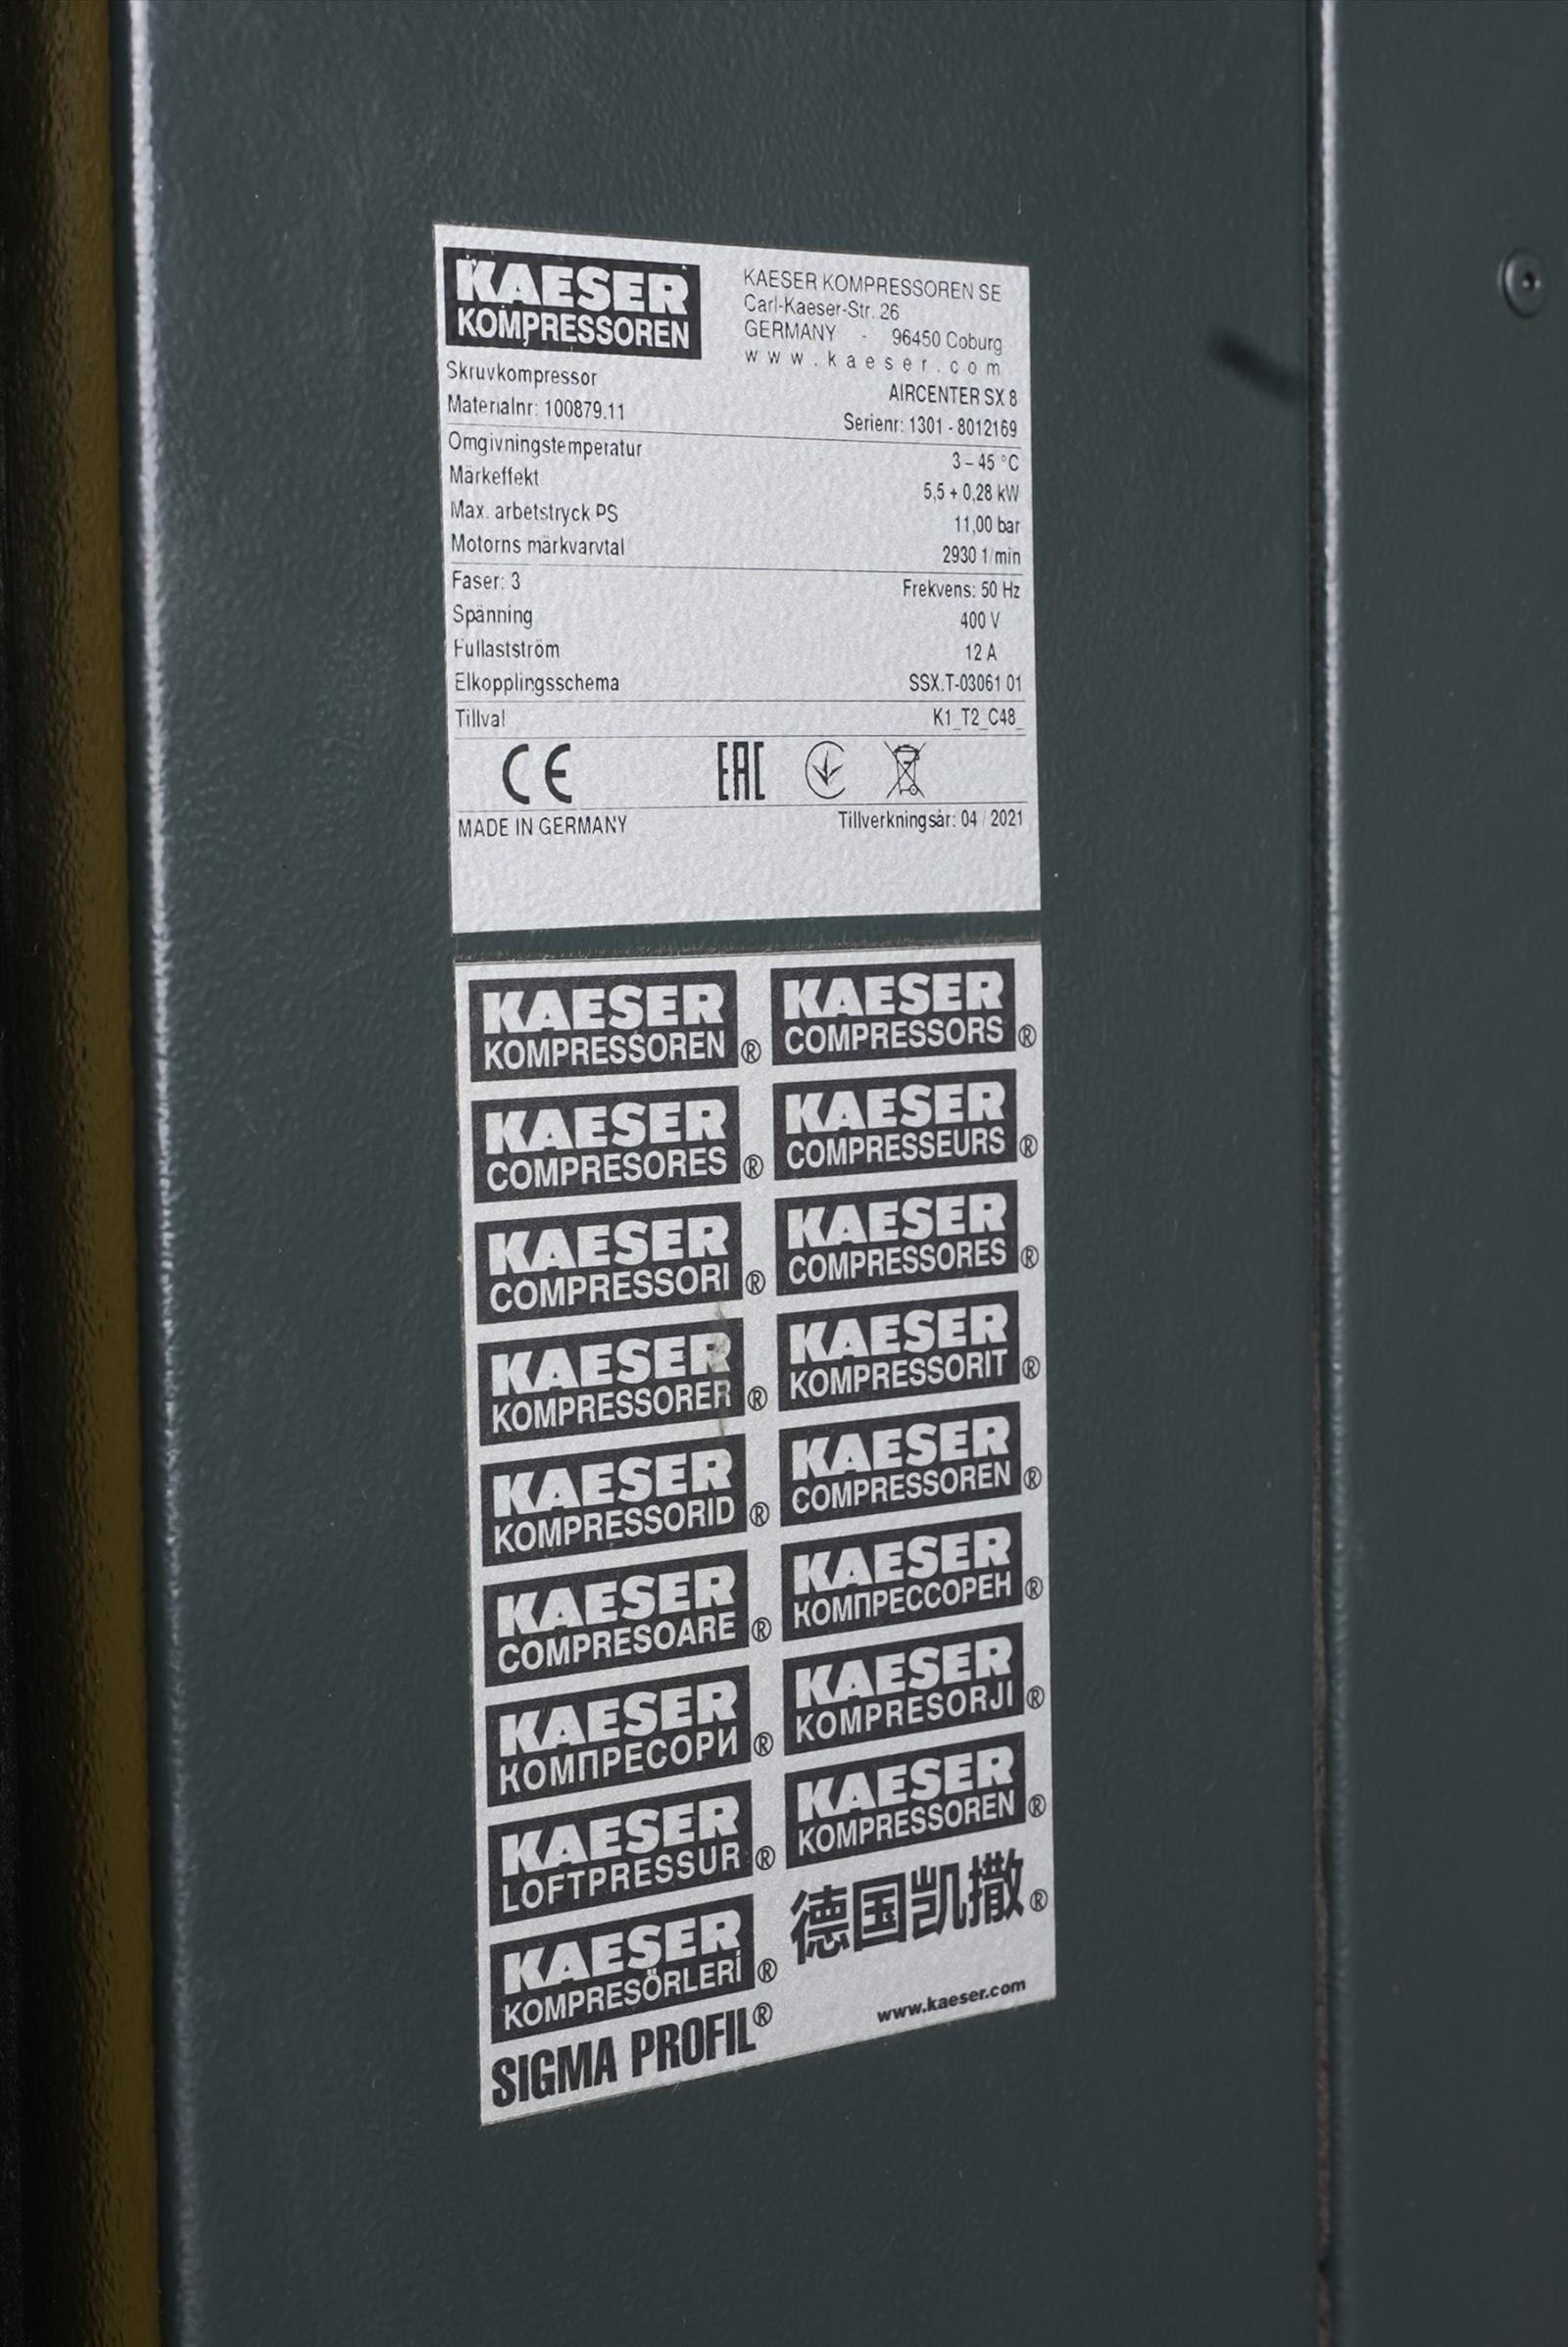 KAESER
KOMPRESSOREN
KAESER KOMPRESSOREN SE
Carl-Kaeser-Str. 26
GERMANY - 96450 Coburg
www.kaeser.com
Skruvkompressor AIRCENTER SX 8
Materialnr: 100879.11 Serienr: 1301 - 8012169
Omgivningstemperatur 3 – 45 °C
Märkeffekt 5,5 + 0,28 kW
Max. arbetstryck PS 11,00 bar
Motorns märkvarvtal 2930 1/min
Faser: 3 Frekvens: 50 Hz
Spänning 400 V
Fullastström 12 A
Elkopplingsschema SSX.T-03061 01
Tillval K1_T2_C48_
CE EAC
MADE IN GERMANY Tillverkningsår: 04 / 2021
KAESER KAESER
KOMPRESSOREN® COMPRESSORS®
KAESER KAESER
COMPRESORES® COMPRESSEURS®
KAESER KAESER
COMPRESSORI® COMPRESSORES®
KAESER KAESER
KOMPRESSORER® KOMPRESSORIT®
KAESER KAESER
KOMPRESSORID® COMPRESSOREN®
KAESER KAESER
COMPRESOARE® КОМПРЕССОРЕН®
KAESER KAESER
КОМПРЕСОРИ® KOMPRESORJI®
KAESER KAESER
LOFTPRESSUR® KOMPRESSOREN®
KAESER 德国凯撒®
KOMPRESÖRLERİ®
SIGMA PROFIL® www.kaeser.com